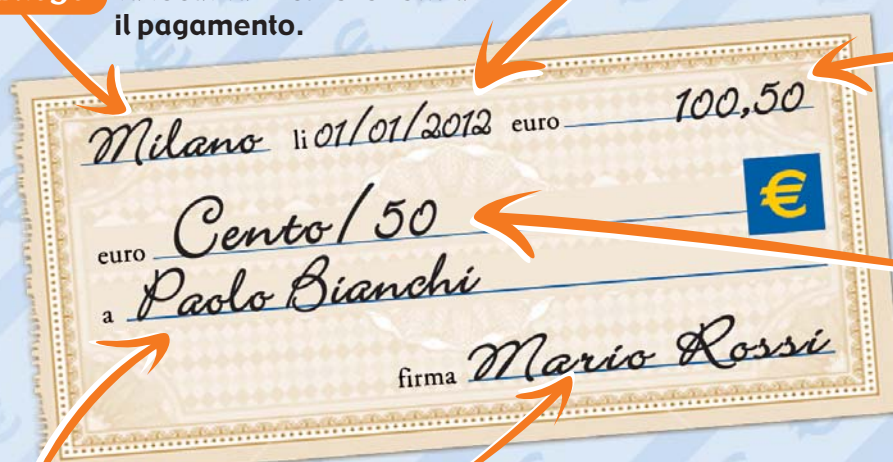 il pagamento.
Milano li 01/01/2012 euro 100,50
euro Cento/50
€
a Paolo Bianchi
firma Mario Rossi